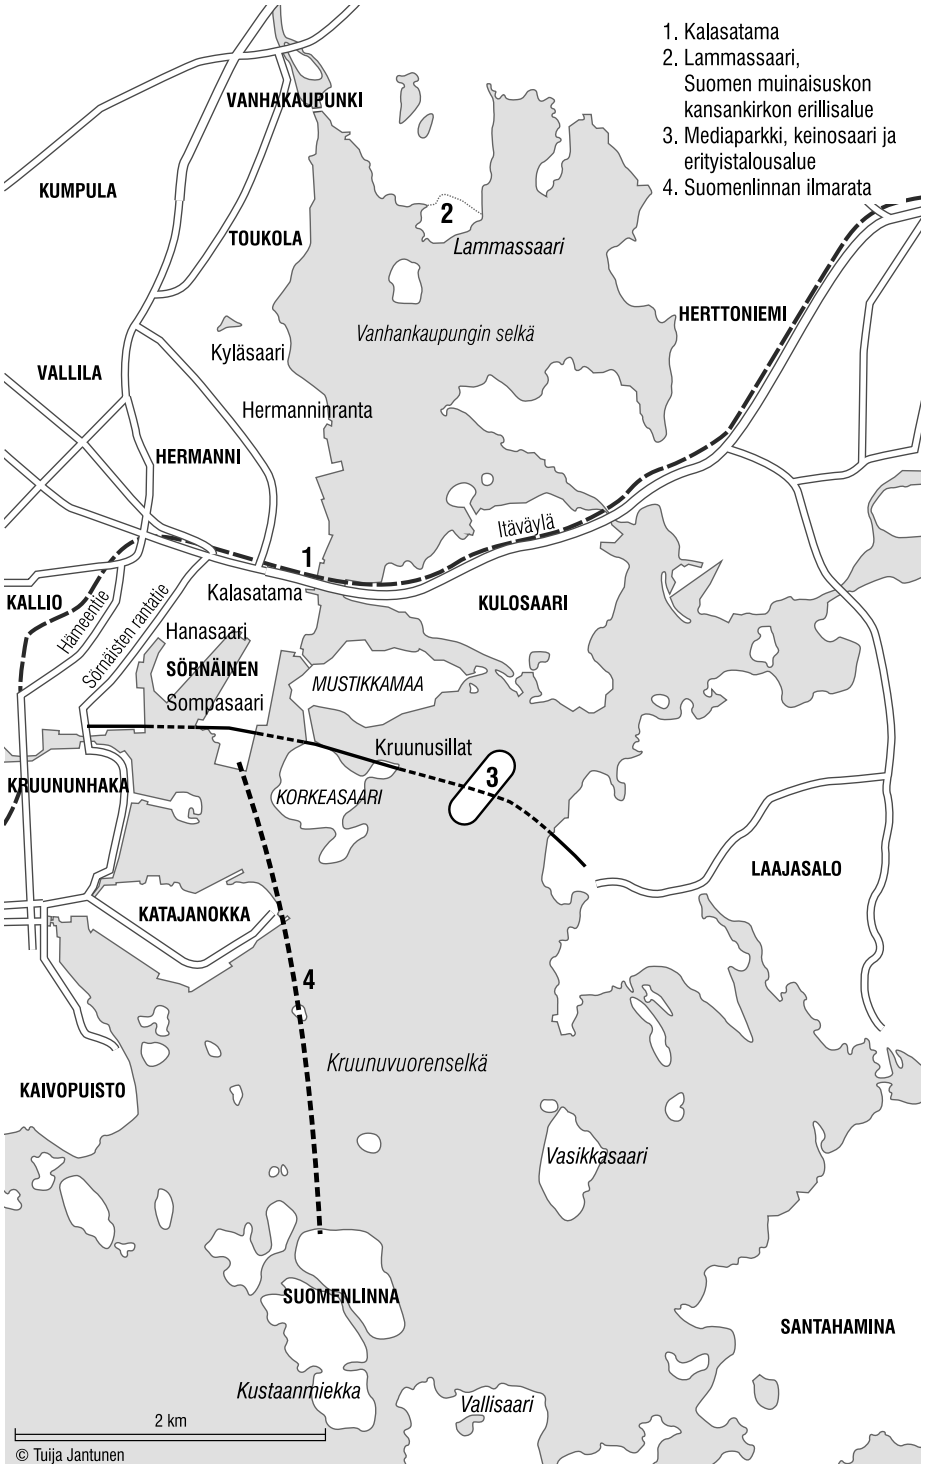 1. Kalasatama
2. Lammassaari,
Suomen muinaisuskon
kansankirkon erillisalue
3. Mediaparkki, keinosaari ja
erityistalousalue
4. Suomenlinnan ilmarata
VANHAKAUPUNKI
KUMPULA
2
TOUKOLA
Lammassaari
HERTTONIEMI
Vanhankaupungin selkä
Kyläsaari
VALLILA
Hermanninranta
HERMANNI
Itäväylä
1
Kalasatama
KALLIO
Hämeentie
Sörnäisten rantatie
KULOSAARI
Hanasaari
SÖRNÄINEN
MUSTIKKAMAA
Sompasaari
Kruunusillat
3
KRUUNUNHAKA
KORKEASAARI
LAAJASALO
KATAJANOKKA
4
Kruunuvuorenselkä
KAIVOPUISTO
Vasikkasaari
SUOMENLINNA
SANTAHAMINA
Kustaanmiekka
Vallisaari
2 km
© Tuija Jantunen